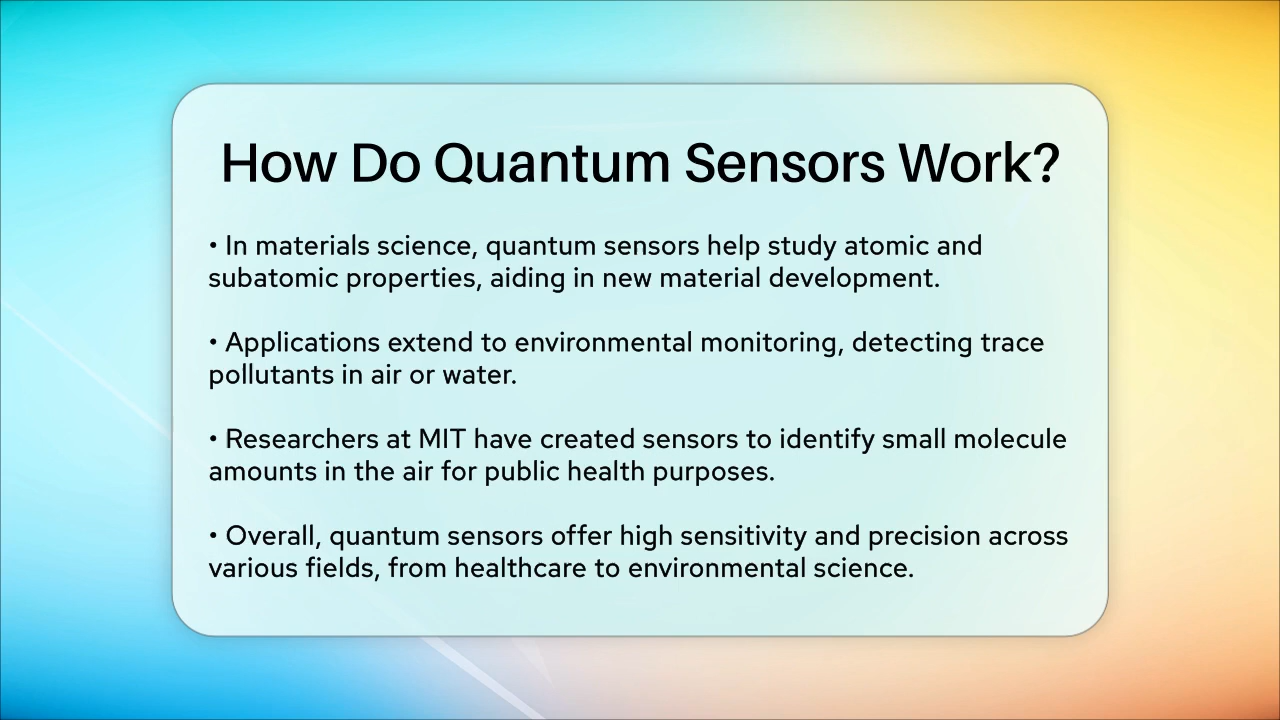 How Do Quantum Sensors Work?
• In materials science, quantum sensors help study atomic and
subatomic properties, aiding in new material development.
• Applications extend to environmental monitoring, detecting trace
pollutants in air or water.
• Researchers at MIT have created sensors to identify small molecule
amounts in the air for public health purposes.
• Overall, quantum sensors offer high sensitivity and precision across
various fields, from healthcare to environmental science.